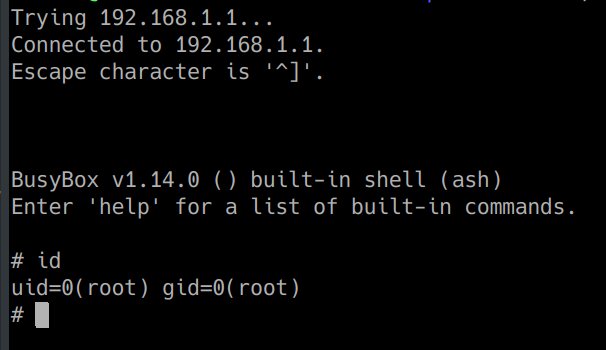 Trying 192.168.1.1...
Connected to 192.168.1.1.
Escape character is '^]'.
BusyBox v1.14.0 () built-in shell (ash)
Enter 'help' for a list of built-in commands.
# id
uid=0(root) gid=0(root)
#